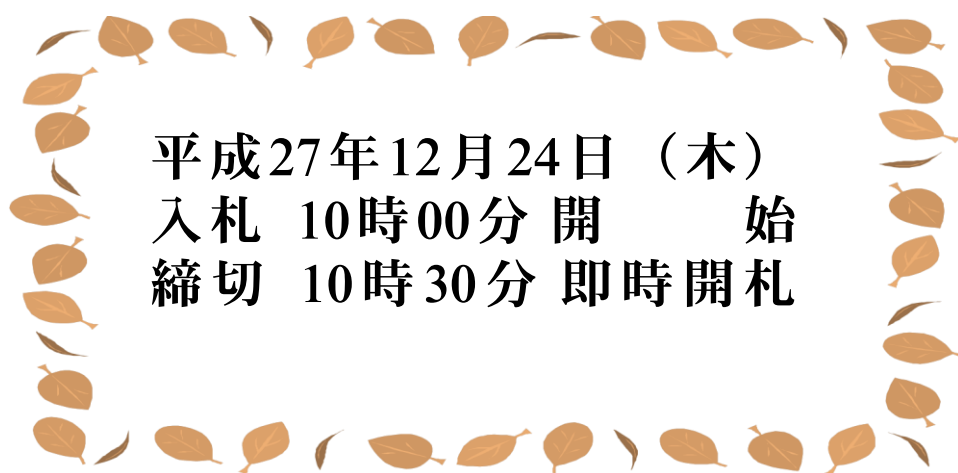 平成27年12月24日（木）
入札 10時00分 開　　始
締切 10時30分 即時開札